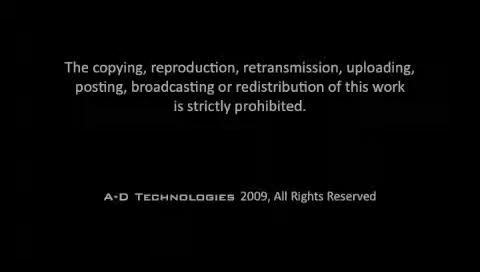 The copying, reproduction, retransmission, uploading,
posting, broadcasting or redistribution of this work
is strictly prohibited.
A-D TECHNOLOGIES 2009, All Rights Reserved